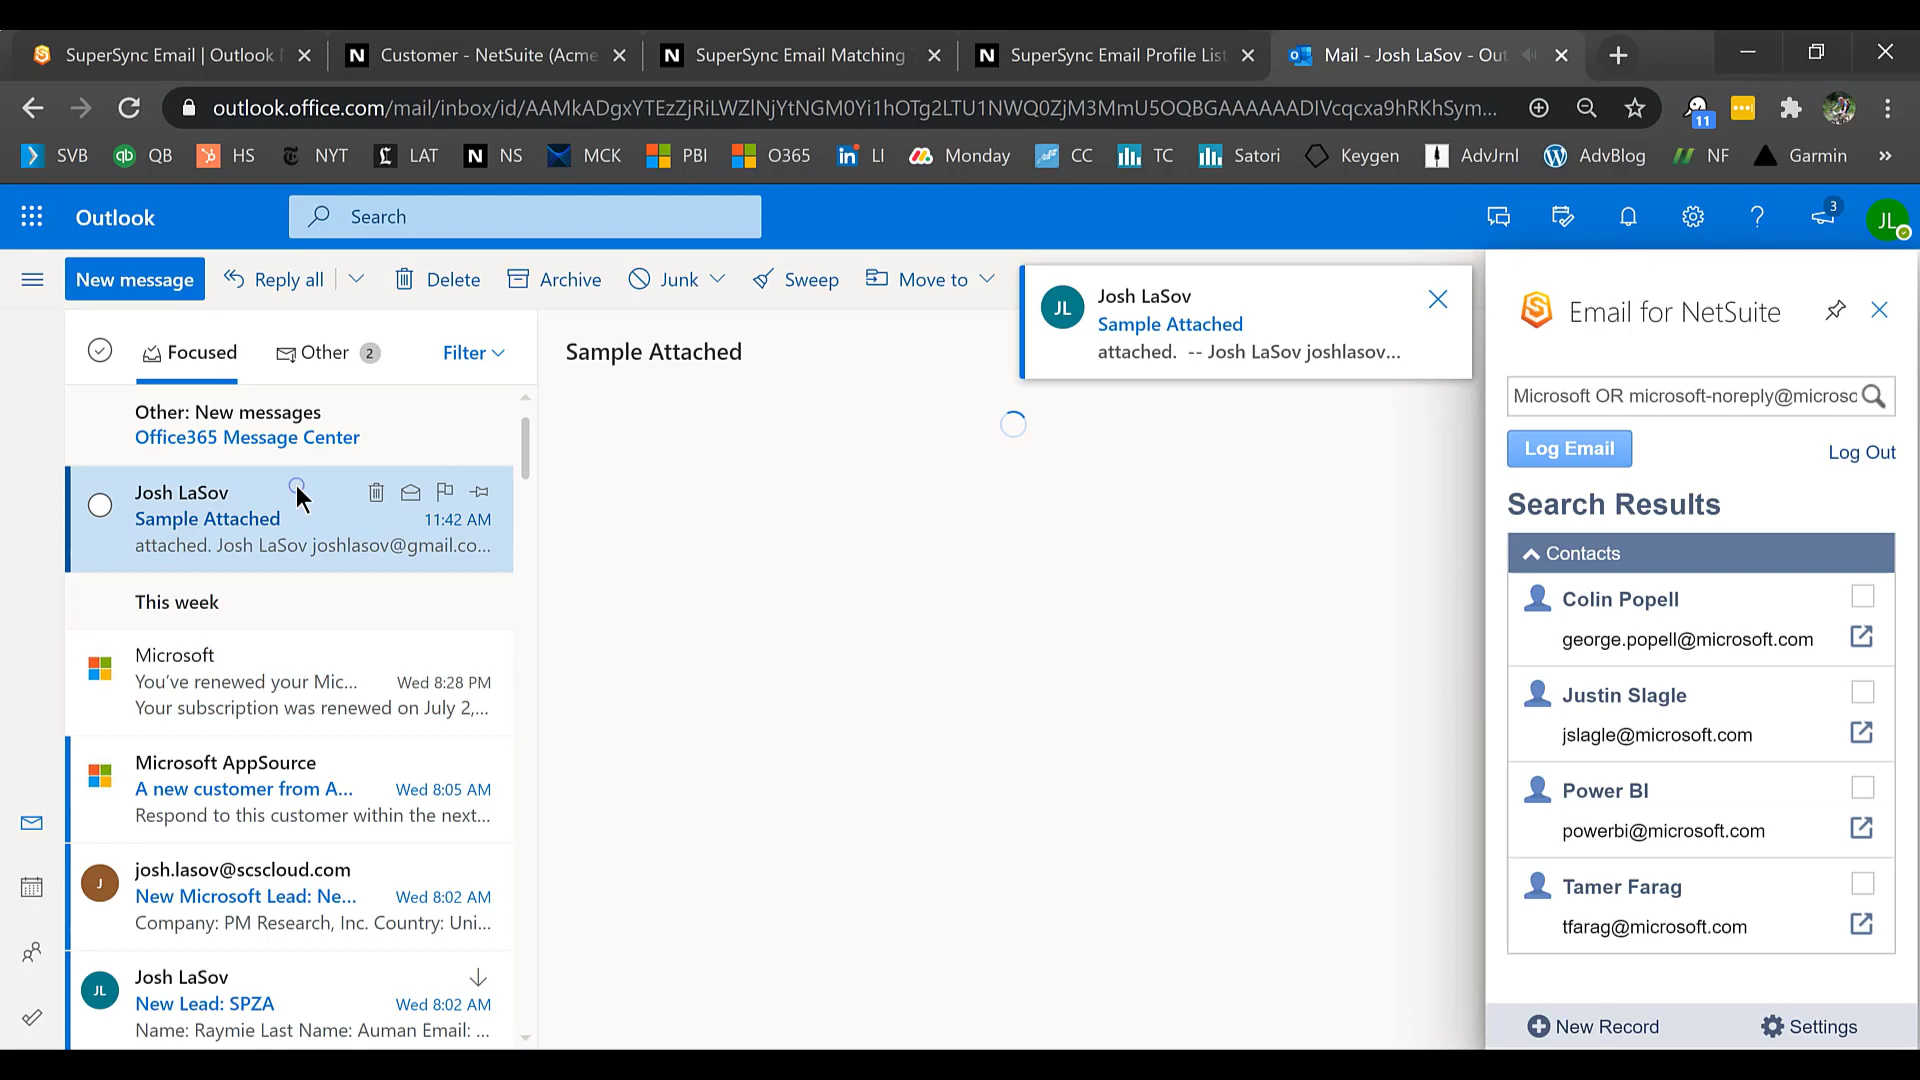 SuperSync Email | Outlook
Customer - NetSuite (Acme
SuperSync Email Matching
SuperSync Email Profile List
Mail - Josh LaSov - Out
outlook.office.com/mail/inbox/id/AAMkADgxYTEzZjRiLWZlNjYtNGM0Yi1hOTg2LTU1NWQ0ZjM3MmU5OQBGAAAAAADIVcqcxa9hRKhSym...
11
SVB QB HS NYT LAT NS MCK PBI O365 LI Monday CC TC Satori Keygen AdvJrnl AdvBlog NF Garmin »
Outlook
Search
3
JL
New message Reply all Delete Archive Junk Sweep Move to
Focused Other 2 Filter
Other: New messages
Office365 Message Center
Josh LaSov
Sample Attached 11:42 AM
attached. Josh LaSov joshlasov@gmail.co...
This week
Microsoft
You've renewed your Mic... Wed 8:28 PM
Your subscription was renewed on July 2,...
Microsoft AppSource
A new customer from A... Wed 8:05 AM
Respond to this customer within the next...
J
josh.lasov@scscloud.com
New Microsoft Lead: Ne... Wed 8:02 AM
Company: PM Research, Inc. Country: Uni...
JL
Josh LaSov
New Lead: SPZA Wed 8:02 AM
Name: Raymie Last Name: Auman Email: ...
Sample Attached
JL
Josh LaSov
Sample Attached
attached. -- Josh LaSov joshlasov...
Email for NetSuite
Microsoft OR microsoft-noreply@microsc
Log Email
Log Out
Search Results
Contacts
Colin Popell
george.popell@microsoft.com
Justin Slagle
jslagle@microsoft.com
Power BI
powerbi@microsoft.com
Tamer Farag
tfarag@microsoft.com
New Record
Settings